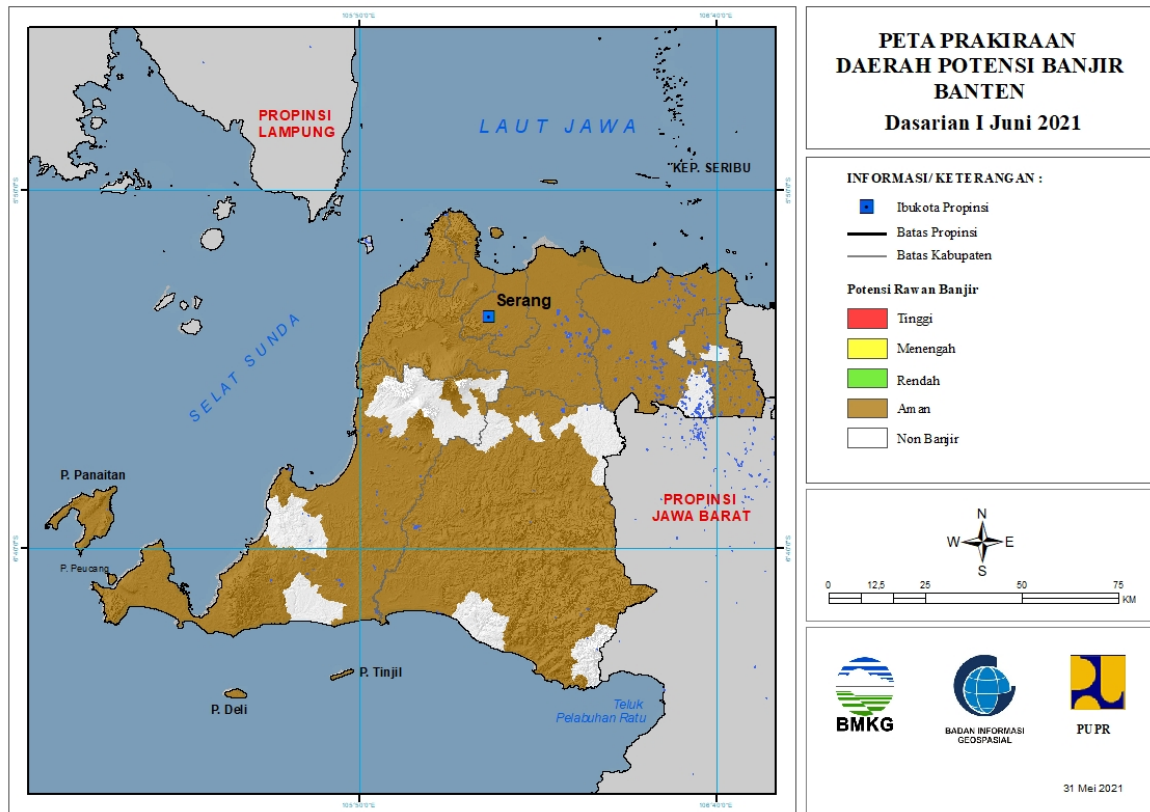 PETA PRAKIRAAN
DAERAH POTENSI BANJIR
BANTEN
Dasarian I Juni 2021
INFORMASI/ KETERANGAN :
Ibukota Propinsi
Batas Propinsi
Batas Kabupaten
Potensi Rawan Banjir
Tinggi
Menengah
Rendah
Aman
Non Banjir
N
W E
S
0 12,5 25 50 75
KM
BMKG
BADAN INFORMASI
GEOSPASIAL
PUPR
31 Mei 2021
PROPINSI
LAMPUNG
LAUT JAWA
KEP. SERIBU
Serang
SELAT SUNDA
P. Panaitan
P. Peucang
PROPINSI
JAWA BARAT
P. Tinjil
P. Deli
Teluk
Pelabuhan Ratu